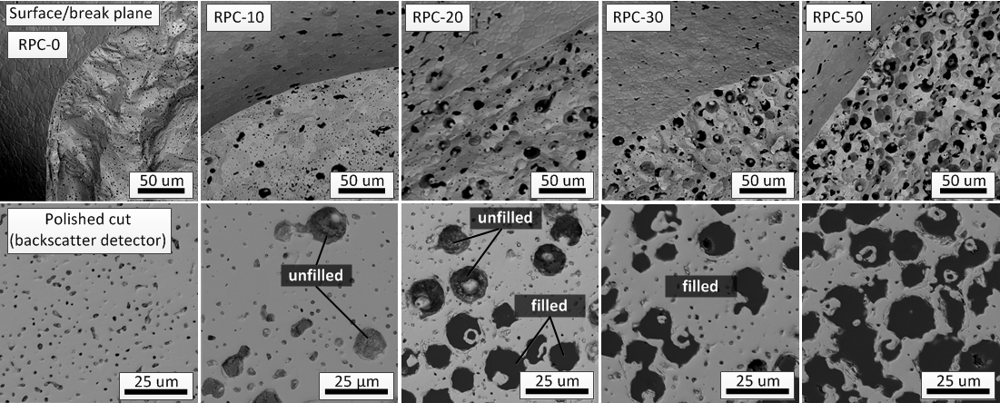 Surface/break plane
RPC-0
RPC-10
RPC-20
RPC-30
RPC-50
50 um
50 um
50 um
50 um
50 um
Polished cut
(backscatter detector)
unfilled
unfilled
filled
filled
25 um
25 µm
25 um
25 um
25 um